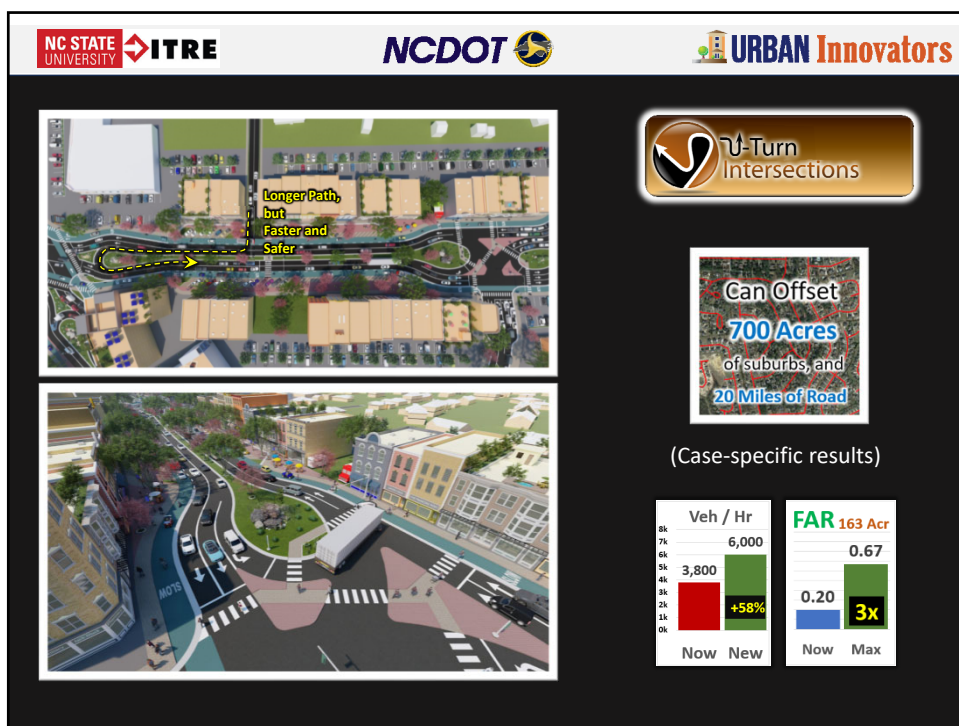 NC STATE
UNIVERSITY
ITRE
NCDOT
URBAN Innovators
Longer Path,
but
Faster and
Safer
U-Turn
Intersections
Can Offset
700 Acres
of suburbs, and
20 Miles of Road
(Case-specific results)
SLOW
Veh / Hr
8k
7k
6k
5k
4k
3k
2k
1k
0k
3,800
6,000
+58%
Now New
FAR 163 Acr
0.20
0.67
3x
Now Max